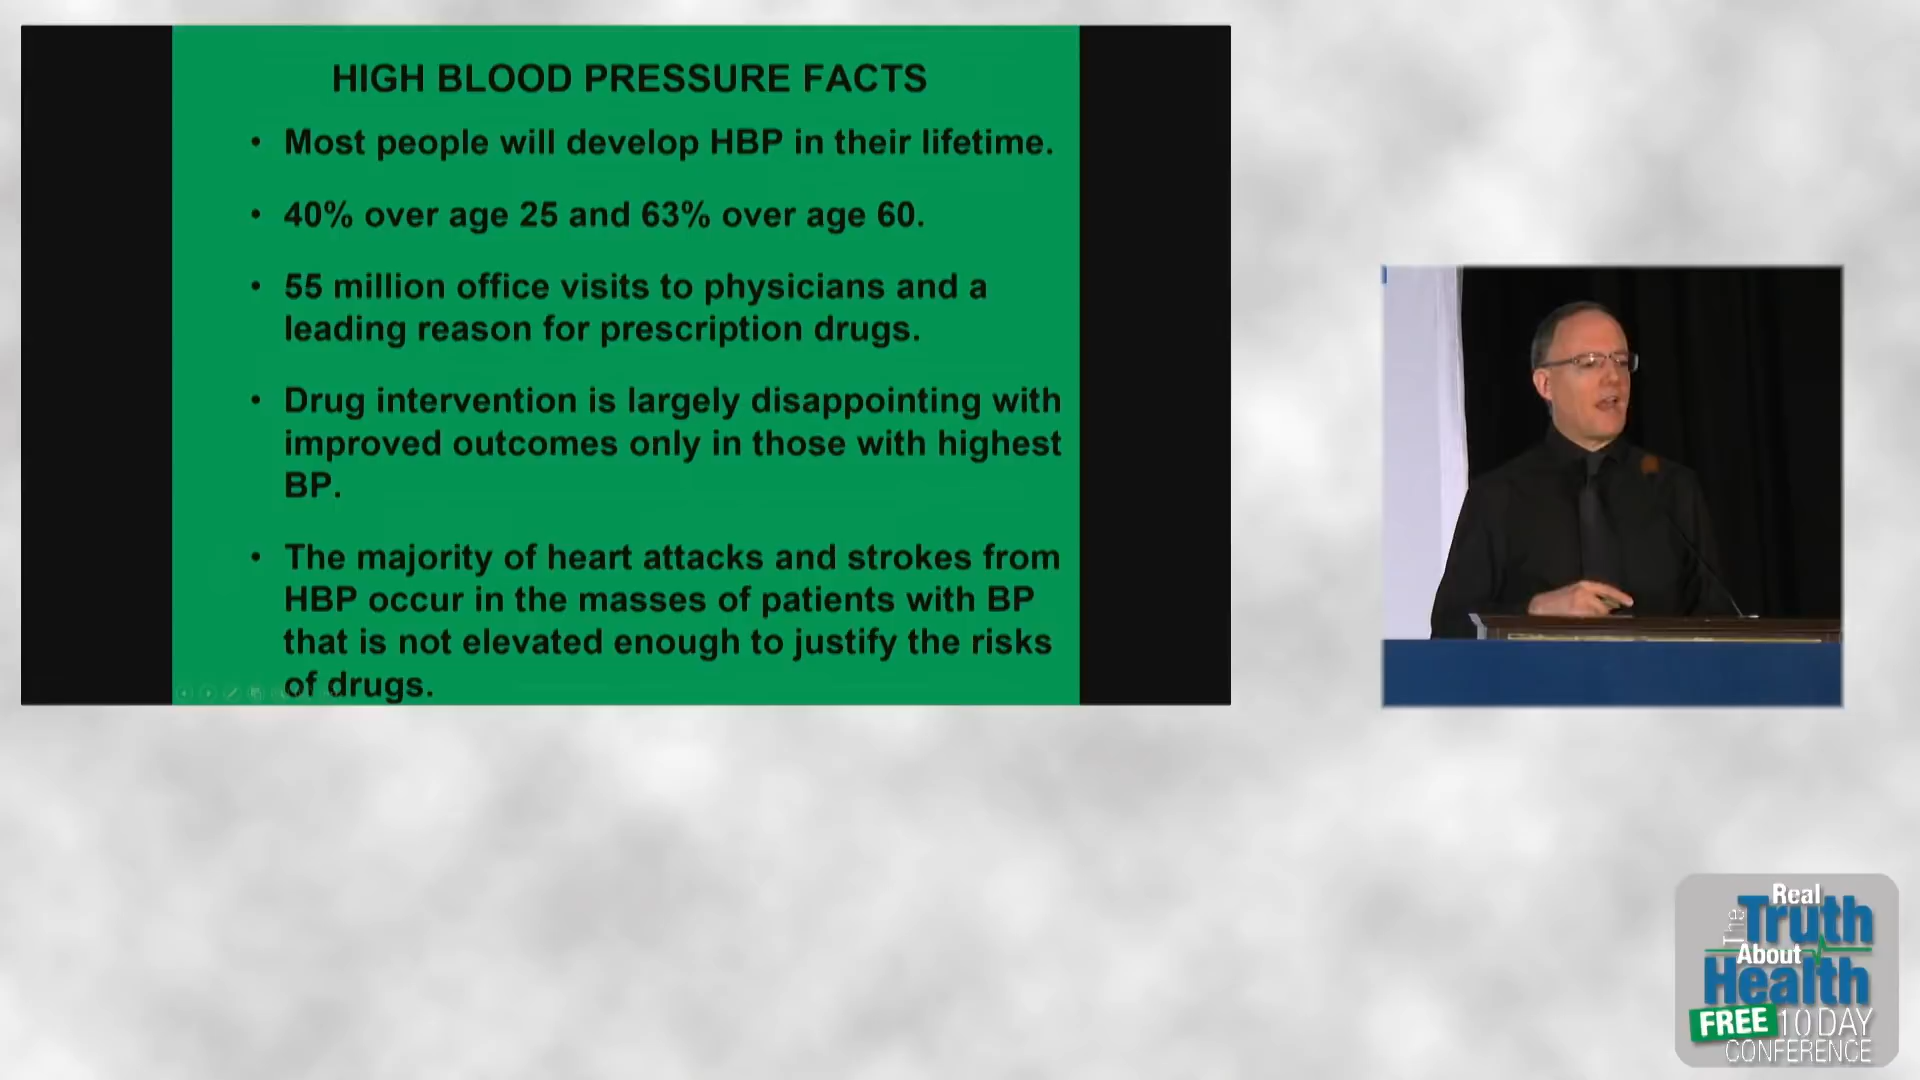 HIGH BLOOD PRESSURE FACTS
• Most people will develop HBP in their lifetime.
• 40% over age 25 and 63% over age 60.
• 55 million office visits to physicians and a
leading reason for prescription drugs.
• Drug intervention is largely disappointing with
improved outcomes only in those with highest
BP.
• The majority of heart attacks and strokes from
HBP occur in the masses of patients with BP
that is not elevated enough to justify the risks
of drugs.
The Real
Truth
About
Health
FREE 10 DAY
CONFERENCE